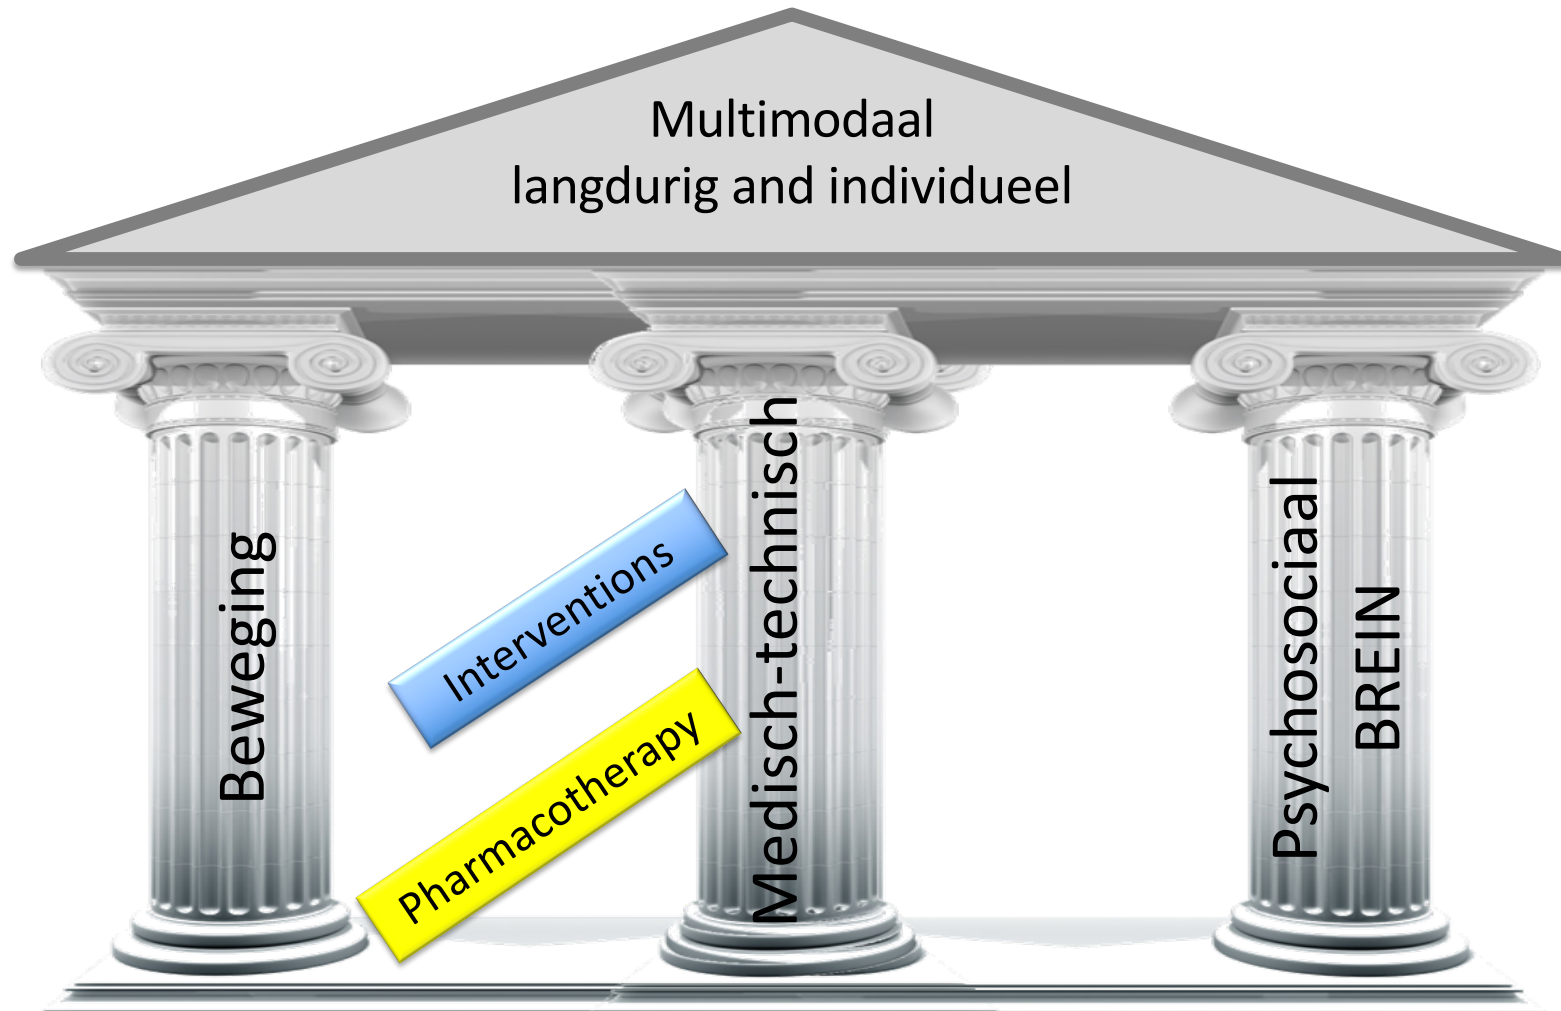 Multimodaal
langdurig and individueel
Beweging
Interventions
Pharmacotherapy
Medisch-technisch
Psychosociaal
BREIN